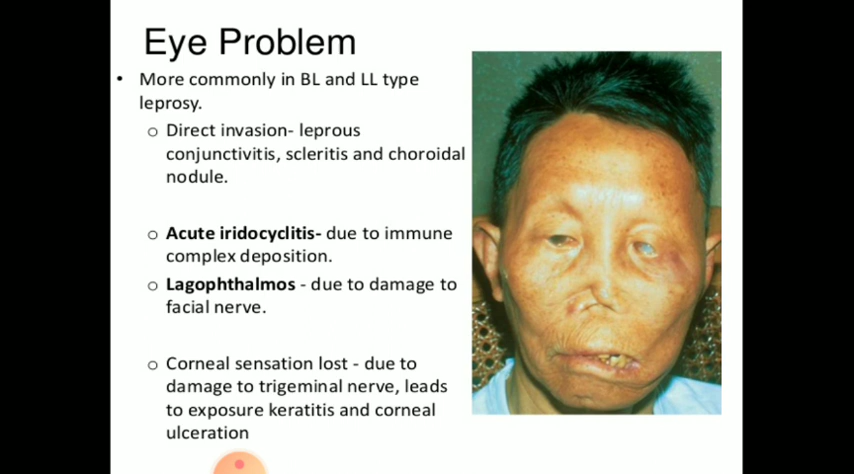 Eye Problem
• More commonly in BL and LL type
leprosy.
o Direct invasion- leprous
conjunctivitis, scleritis and choroidal
nodule.
o Acute iridocyclitis- due to immune
complex deposition.
o Lagophthalmos - due to damage to
facial nerve.
o Corneal sensation lost - due to
damage to trigeminal nerve, leads
to exposure keratitis and corneal
ulceration